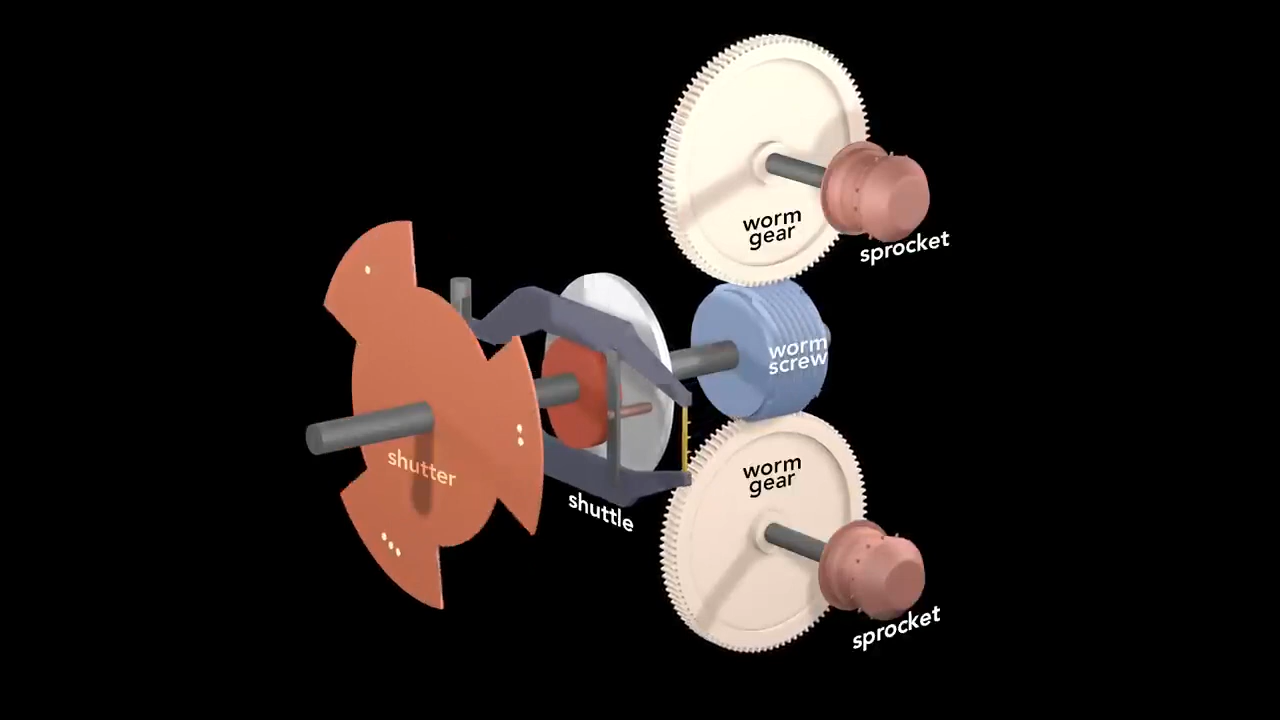 worm
gear
sprocket
worm
screw
shutter
worm
gear
shuttle
sprocket